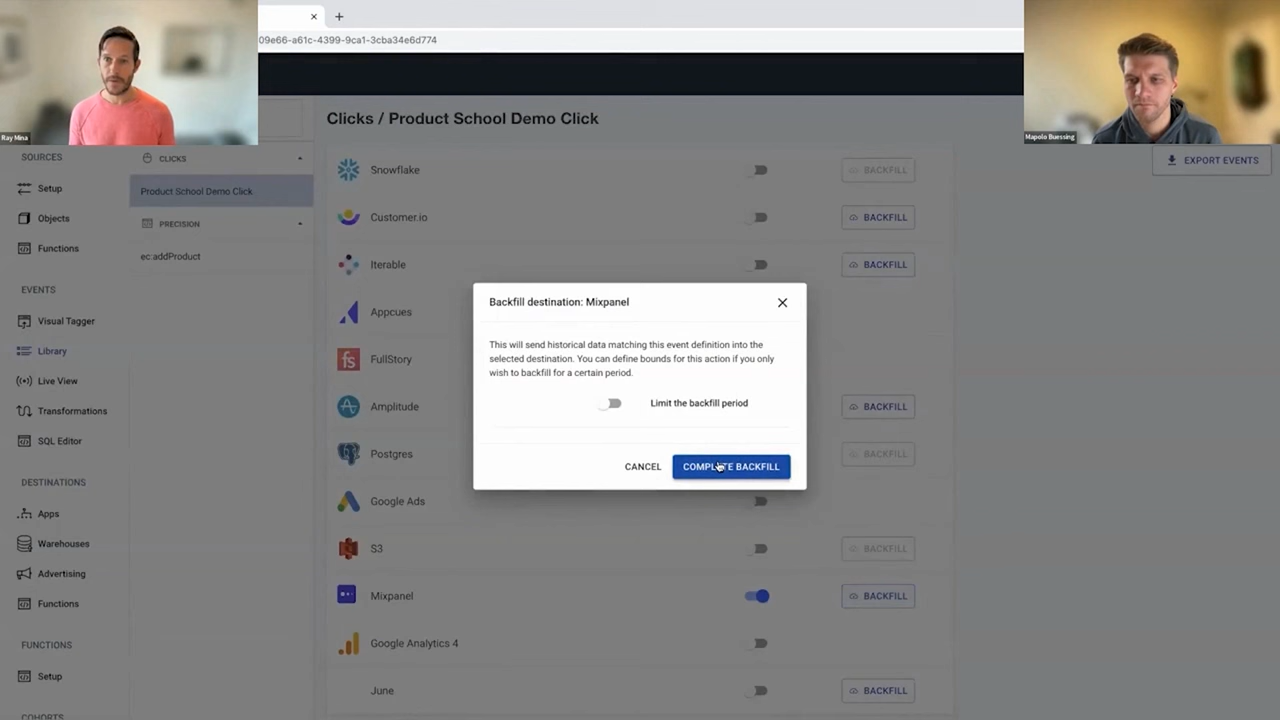 09e66-a61c-4399-9ca1-3cba34e6d774
Ray Mina
Mapolo Buessing
Clicks / Product School Demo Click
EXPORT EVENTS
SOURCES
Setup
Objects
Functions
EVENTS
Visual Tagger
Library
Live View
Transformations
SQL Editor
DESTINATIONS
Apps
Warehouses
Advertising
Functions
FUNCTIONS
Setup
COHORTS
CLICKS
Product School Demo Click
PRECISION
ec:addProduct
Snowflake BACKFILL
Customer.io BACKFILL
Iterable BACKFILL
Appcues
fs FullStory
Amplitude BACKFILL
Postgres BACKFILL
Google Ads
S3 BACKFILL
Mixpanel BACKFILL
Google Analytics 4
June BACKFILL
Backfill destination: Mixpanel
This will send historical data matching this event definition into the
selected destination. You can define bounds for this action if you only
wish to backfill for a certain period.
Limit the backfill period
CANCEL COMPLETE BACKFILL